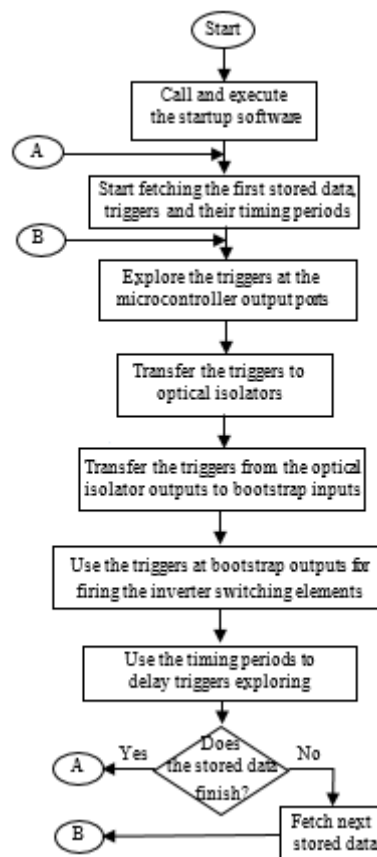 Start
Call and execute
the startup software
A
Start fetching the first stored data,
triggers and their timing periods
B
Explore the triggers at the
microcontroller output ports
Transfer the triggers to
optical isolators
Transfer the triggers from the optical
isolator outputs to bootstrap inputs
Use the triggers at bootstrap outputs for
firing the inverter switching elements
Use the timing periods to
delay triggers exploring
Does
the stored data
finish?
Yes
No
A
Fetch next
stored data
B